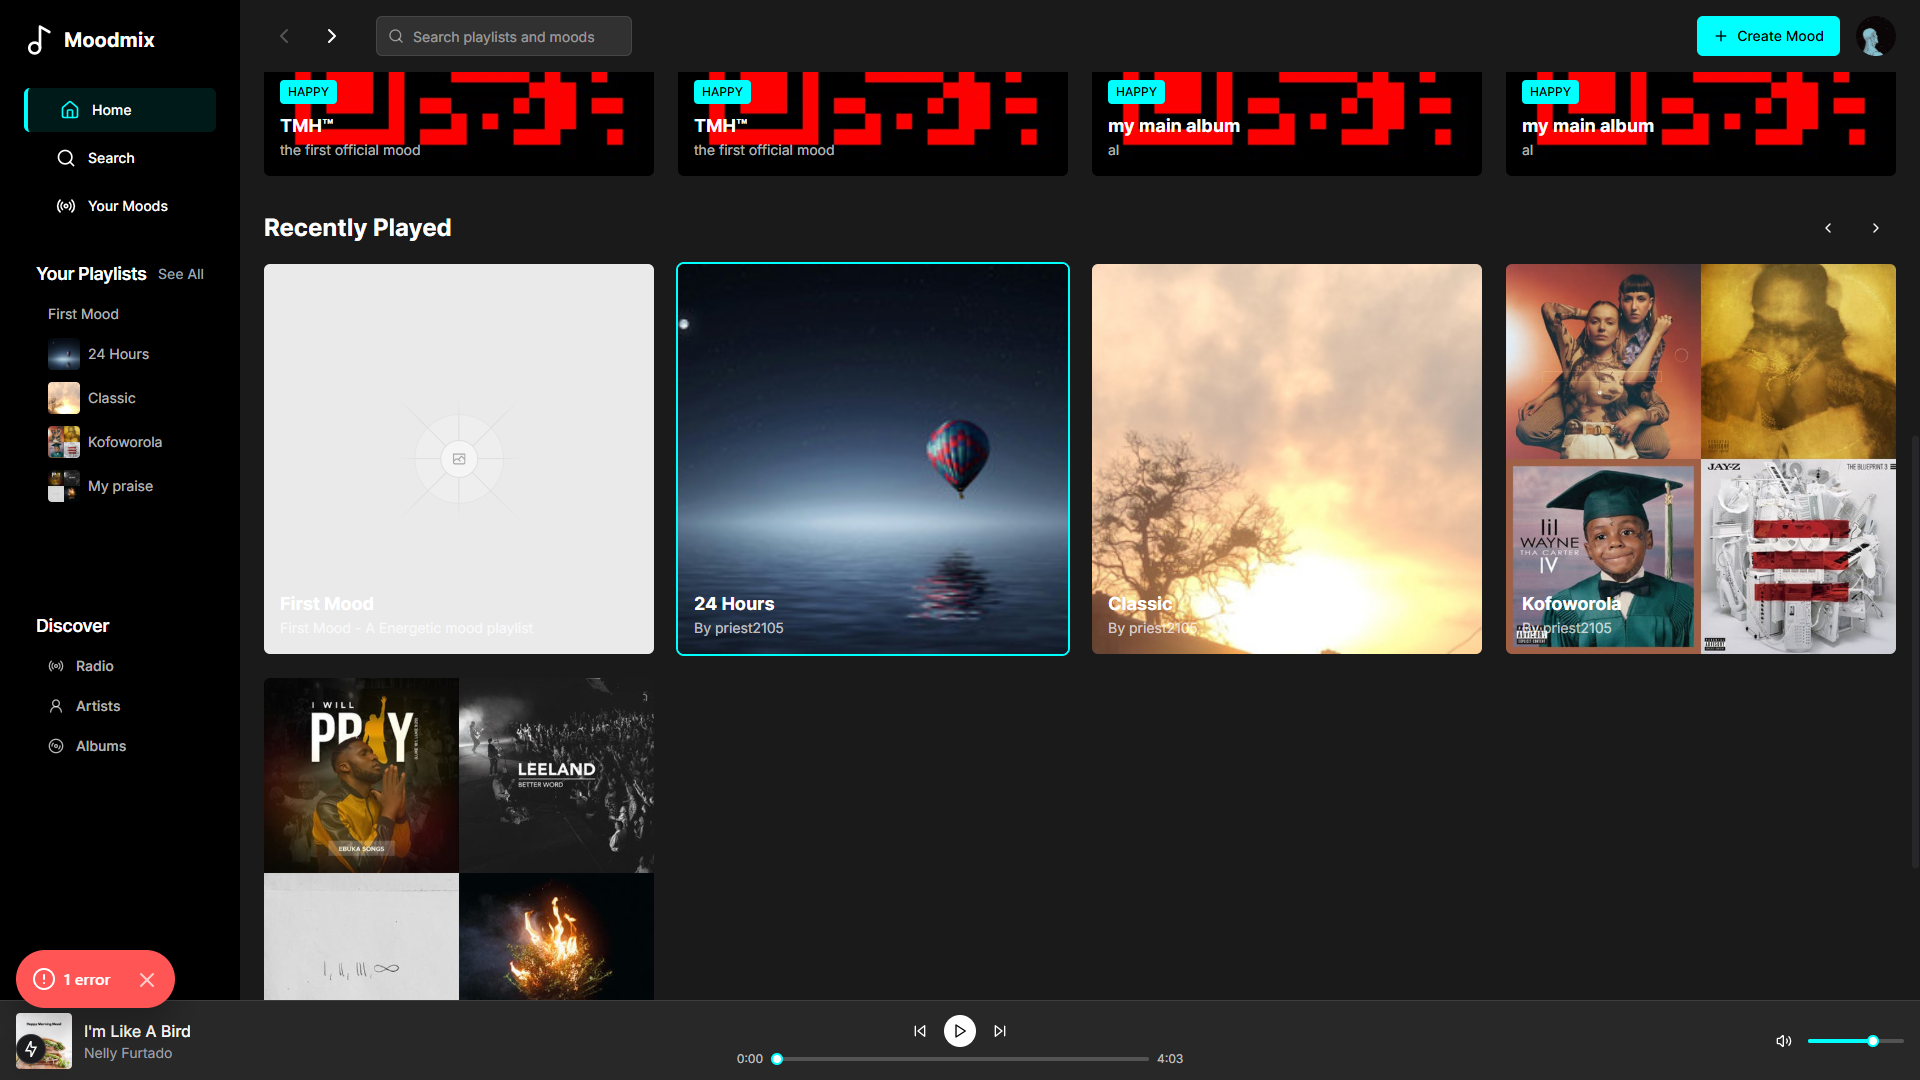 Moodmix
Search playlists and moods
Create Mood
Home
Search
Your Moods
Your Playlists
See All
First Mood
24 Hours
Classic
Kofoworola
My praise
Discover
Radio
Artists
Albums
HAPPY
TMH™
the first official mood
HAPPY
TMH™
the first official mood
HAPPY
my main album
al
HAPPY
my main album
al
Recently Played
First Mood
First Mood - A Energetic mood playlist
24 Hours
By priest2105
Classic
By priest2105
lil
WAYNE
THA CARTER
IV
JAY-Z
THE BLUEPRINT 3
Kofoworola
By priest2105
I WILL
PRAY
EBUKA SONGS
LEELAND
BETTER WORD
I, II, III, ∞
1 error
I'm Like A Bird
Nelly Furtado
0:00
4:03